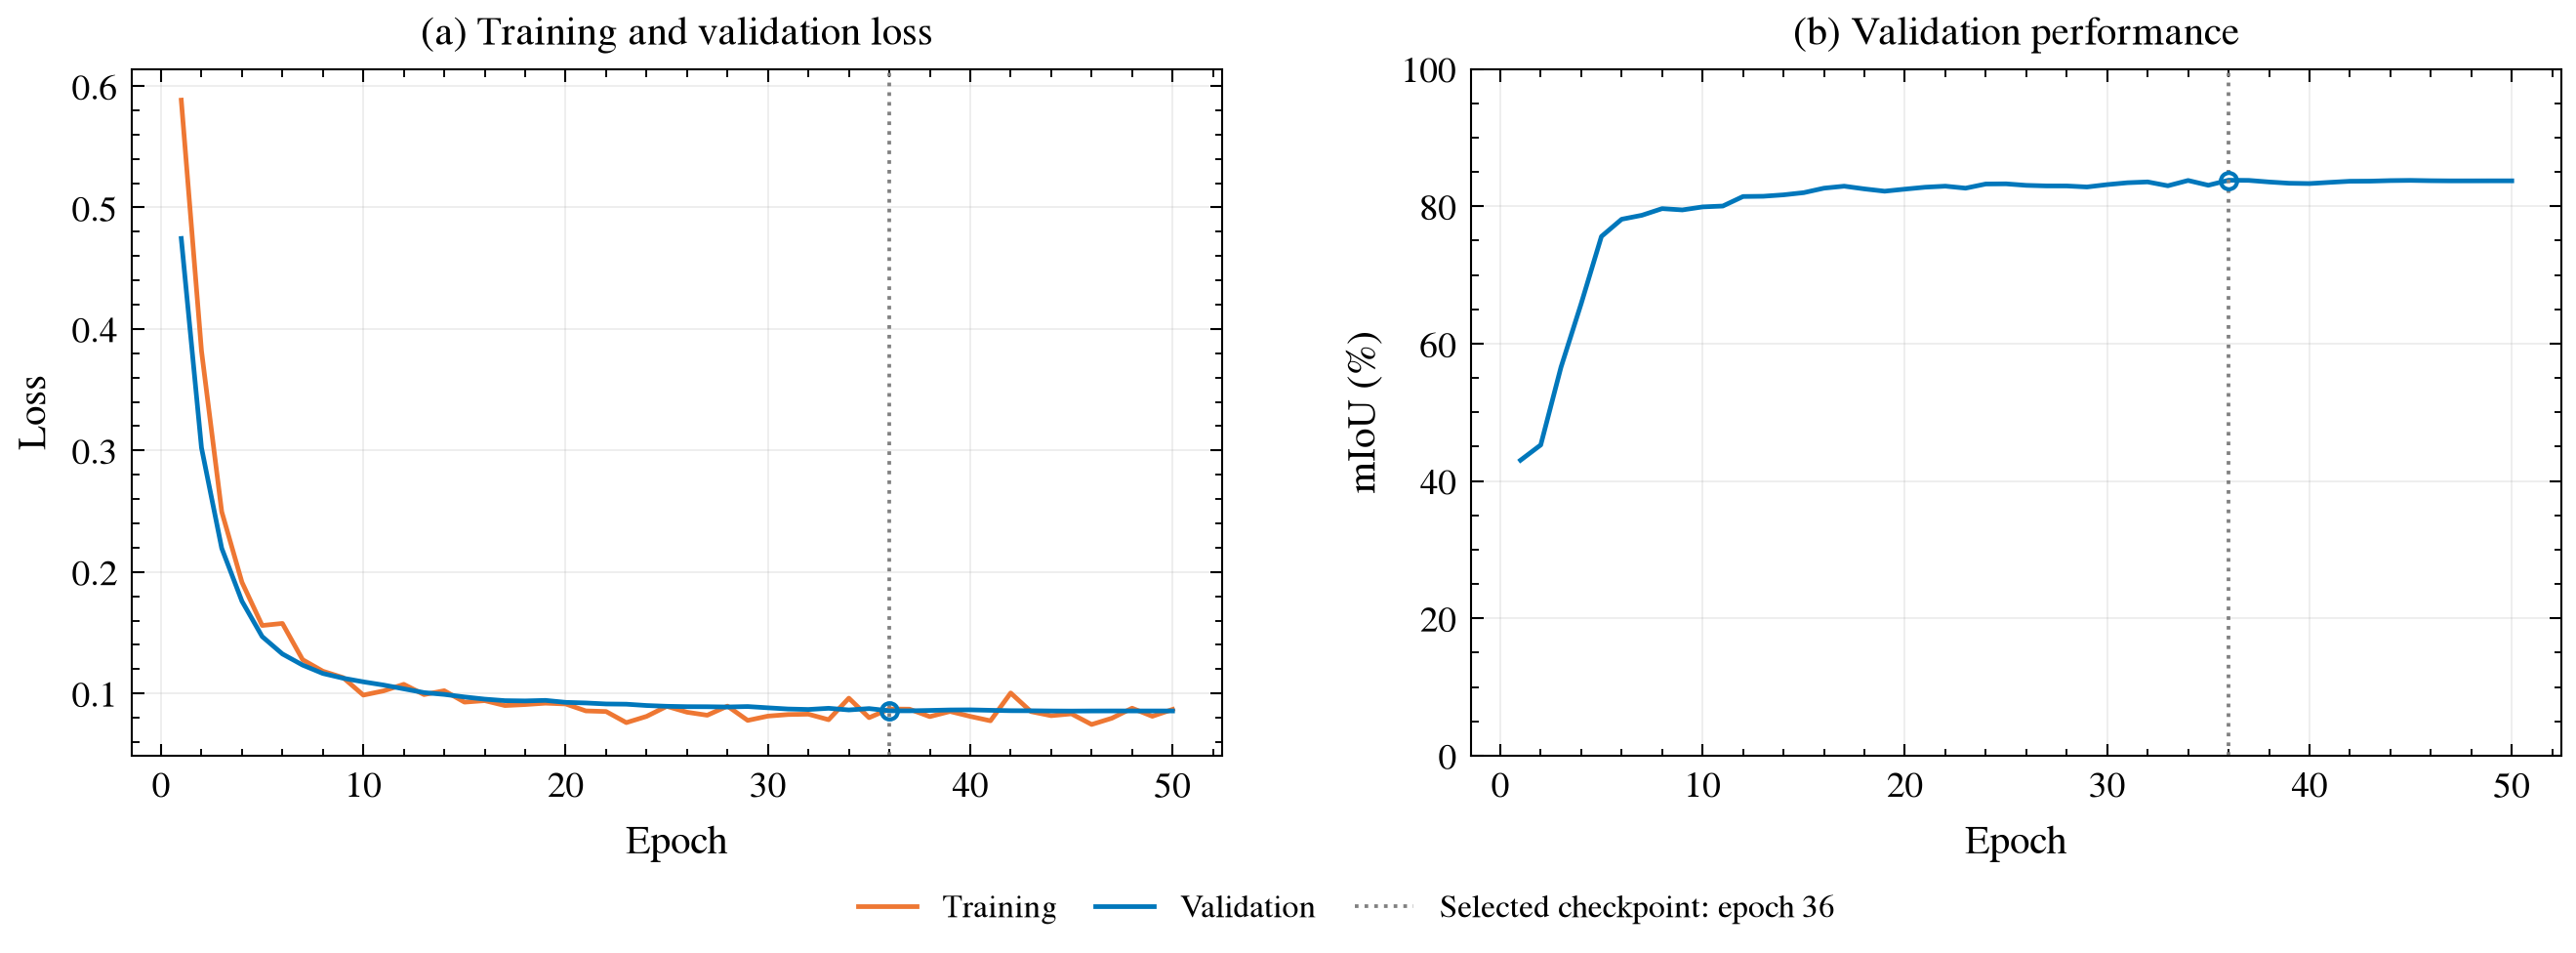 (a) Training and validation loss
0.6
0.5
0.4
0.3
0.2
0.1
Loss
0 10 20 30 40 50
Epoch
(b) Validation performance
100
80
60
40
20
0
mIoU (%)
0 10 20 30 40 50
Epoch
Training Validation Selected checkpoint: epoch 36